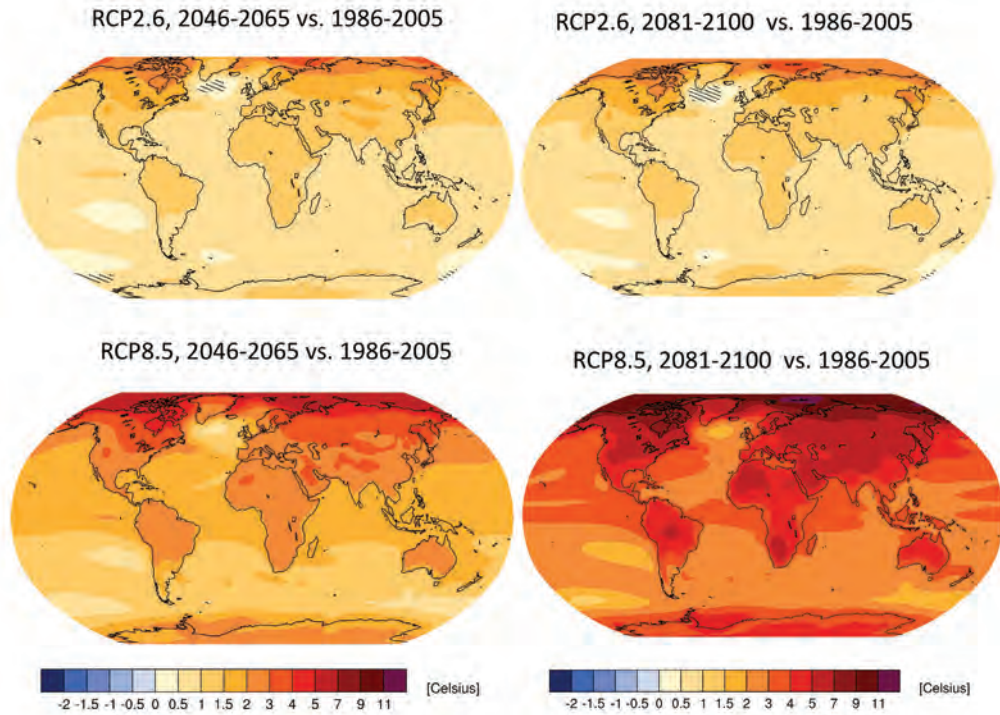 RCP2.6, 2046-2065 vs. 1986-2005
RCP2.6, 2081-2100 vs. 1986-2005
RCP8.5, 2046-2065 vs. 1986-2005
RCP8.5, 2081-2100 vs. 1986-2005
-2 -1.5 -1 -0.5 0 0.5 1 1.5 2 3 4 5 7 9 11 [Celsius]
-2 -1.5 -1 -0.5 0 0.5 1 1.5 2 3 4 5 7 9 11 [Celsius]